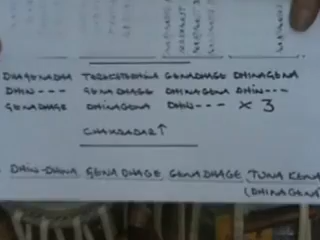 DHAGENADHA TEREKETEDHINA GENADHAGE DHINAGENA
DHIN--- GENADHAGE DHINAGENA DHIN---
GENADHAGE DHINAGENA DHIN--- × 3
CHAKRADAR↑
DHIN-DHINA GENADHAGE GENADHAGE TUNA KENA
(DHINAGENA)